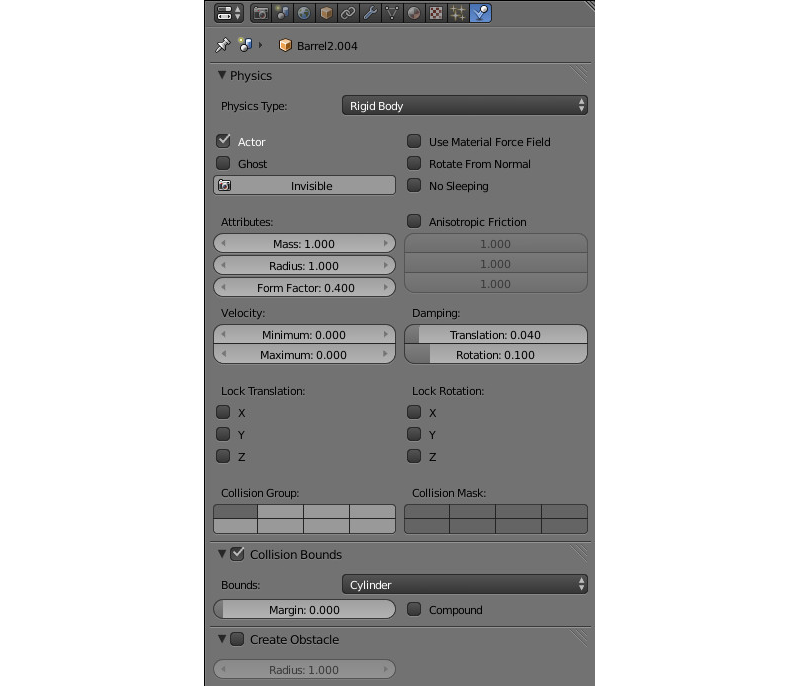 Barrel2.004
Physics
Physics Type: Rigid Body
Actor Use Material Force Field
Ghost Rotate From Normal
Invisible No Sleeping
Attributes: Anisotropic Friction
Mass: 1.000 1.000
Radius: 1.000 1.000
Form Factor: 0.400 1.000
Velocity: Damping:
Minimum: 0.000 Translation: 0.040
Maximum: 0.000 Rotation: 0.100
Lock Translation: Lock Rotation:
X X
Y Y
Z Z
Collision Group: Collision Mask:
Collision Bounds
Bounds: Cylinder
Margin: 0.000 Compound
Create Obstacle
Radius: 1.000